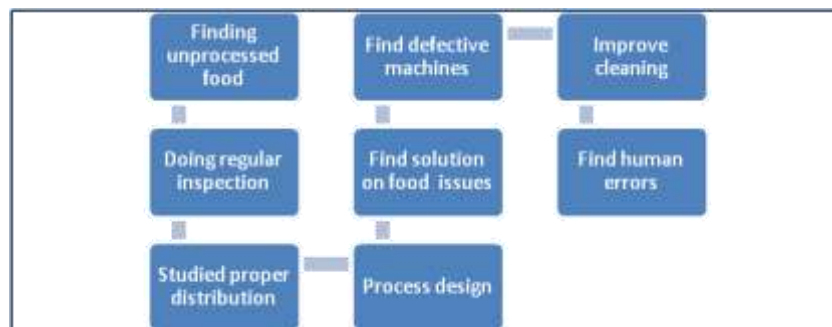 Finding
unprocessed
food
Doing regular
inspection
Studied proper
distribution
Process design
Find solution
on food issues
Find defective
machines
Improve
cleaning
Find human
errors